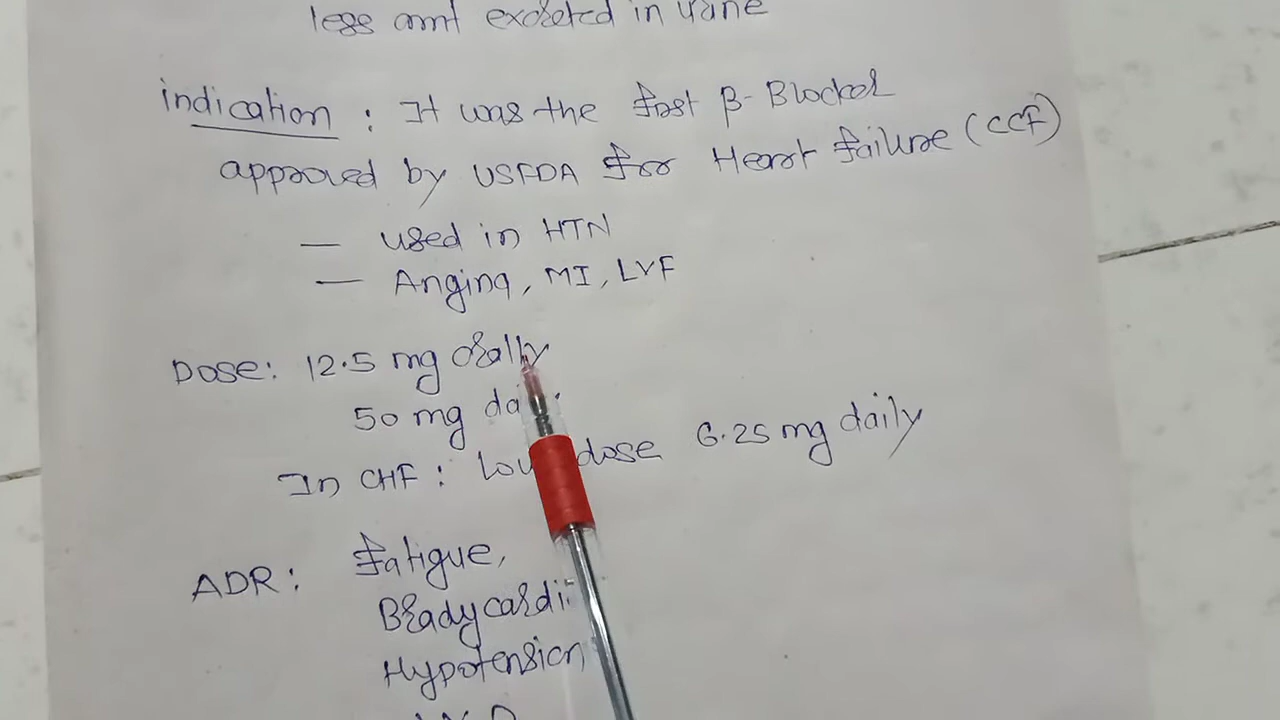 less amt excreted in urine
indication : It was the first β-Blocker
approved by USFDA for Heart failure (CCF)
— used in HTN
— Angina, MI, LVF
Dose: 12.5 mg orally
50 mg
In CHF : Low dose 6.25 mg daily
ADR : fatigue,
Bradycardi
Hypotension